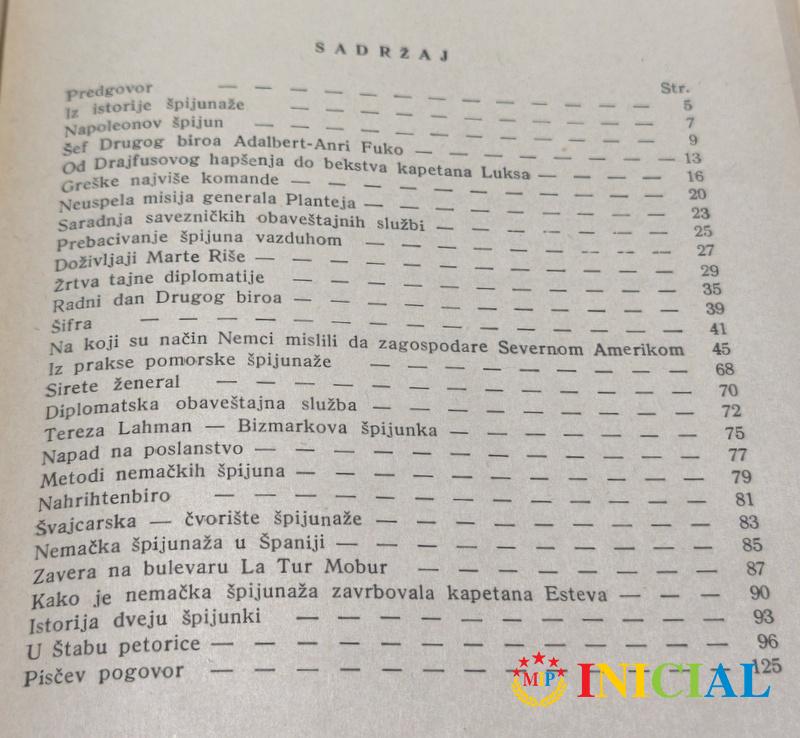 SADRŽAJ
Str.
Predgovor — — — — — — — — — — — — 5
Iz istorije špijunaže — — — — — — — — — — 7
Napoleonov špijun — — — — — — — — — — — 9
Šef Drugog biroa Adalbert-Anri Fuko — — — — — — — 13
Od Drajfusovog hapšenja do bekstva kapetana Luksa — — — — 16
Greške najviše komande — — — — — — — — — — 20
Neuspela misija generala Planteja — — — — — — — — 23
Saradnja savezničkih obaveštajnih službi — — — — — — 25
Prebacivanje špijuna vazduhom — — — — — — — — 27
Doživljaji Marte Riše — — — — — — — — — — — 29
Žrtva tajne diplomatije — — — — — — — — — — 35
Radni dan Drugog biroa — — — — — — — — — — 39
Šifra — — — — — — — — — — — — — — 41
Na koji su način Nemci mislili da zagospodare Severnom Amerikom 45
Iz prakse pomorske špijunaže — — — — — — — — 68
Sirete ženeral — — — — — — — — — — — — 70
Diplomatska obaveštajna služba — — — — — — — — 72
Tereza Lahman — Bizmarkova špijunka — — — — — — — 75
Napad na poslanstvo — — — — — — — — — — — 77
Metodi nemačkih špijuna — — — — — — — — — — 79
Nahrihtenbiro — — — — — — — — — — — — 81
Švajcarska — čvorište špijunaže — — — — — — — — 83
Nemačka špijunaža u Španiji — — — — — — — — — 85
Zavera na bulevaru La Tur Mobur — — — — — — — 87
Kako je nemačka špijunaža zavrbovala kapetana Esteva — — — 90
Istorija dveju špijunki — — — — — — — — — — 93
U Štabu petorice — — — — — — — — — — — — 96
Pisčev pogovor — — — — — — — — — — — — 125
MIP INICIAL